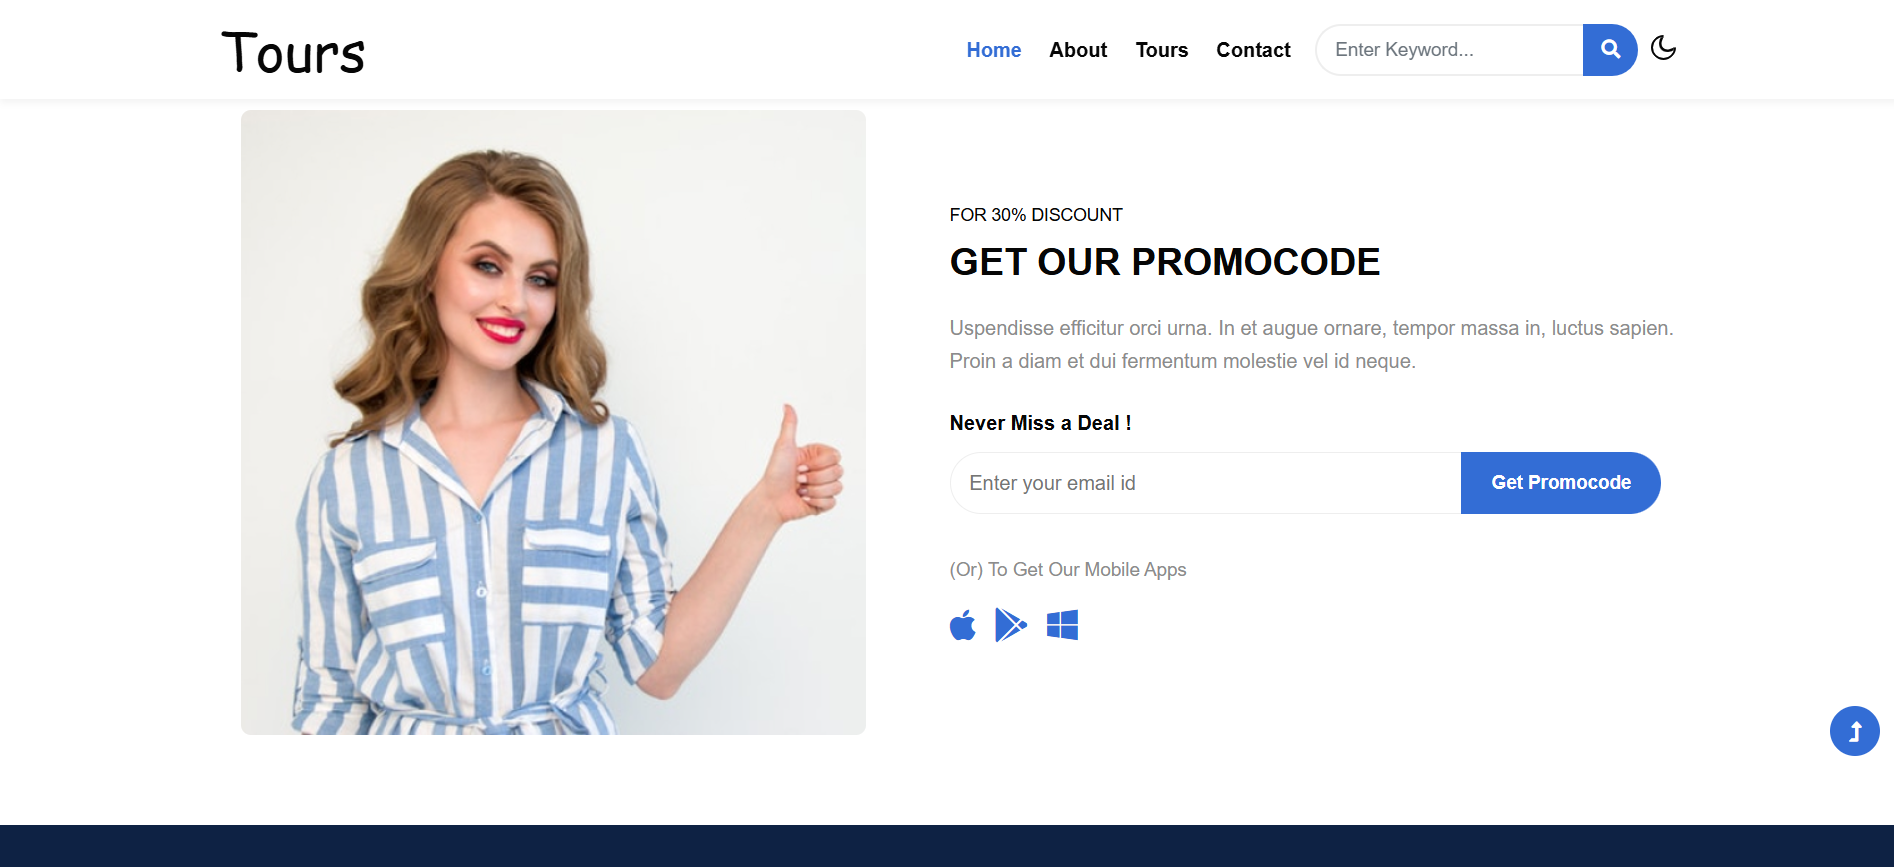 Tours
Home About Tours Contact Enter Keyword...
FOR 30% DISCOUNT
GET OUR PROMOCODE
Uspendisse efficitur orci urna. In et augue ornare, tempor massa in, luctus sapien.
Proin a diam et dui fermentum molestie vel id neque.
Never Miss a Deal !
Enter your email id Get Promocode
(Or) To Get Our Mobile Apps